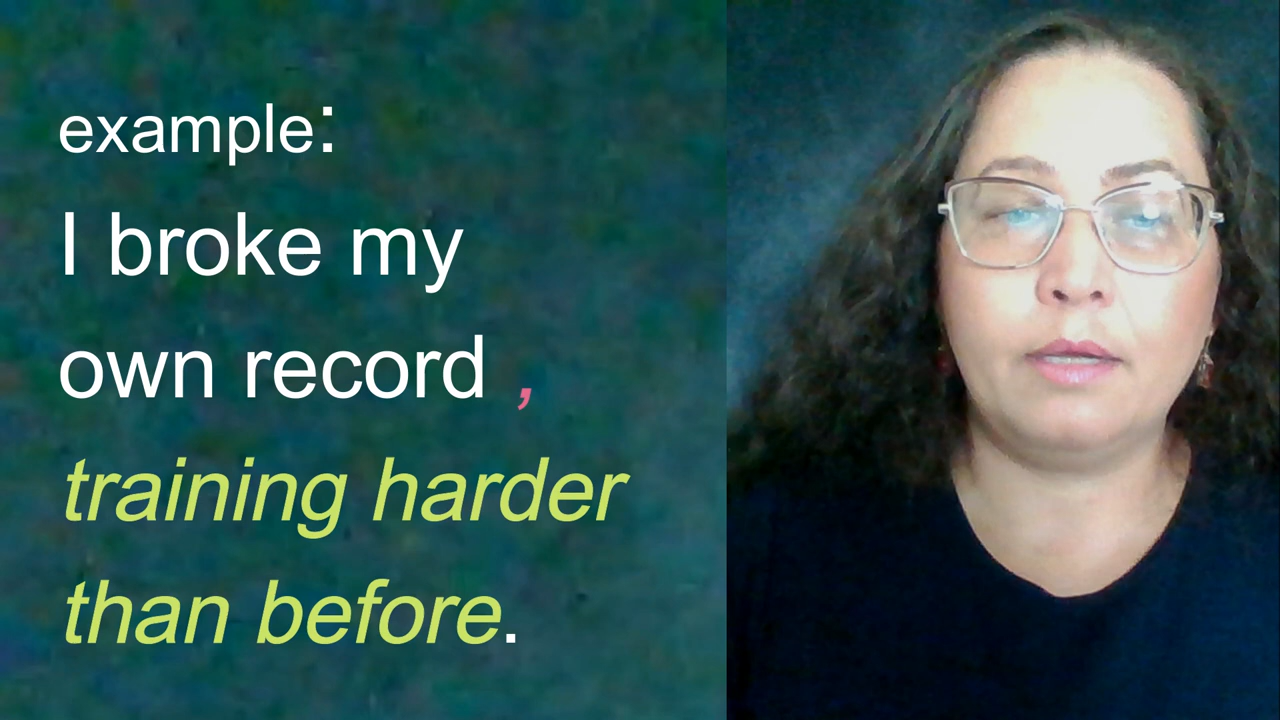 example:
I broke my
own record ,
training harder
than before.